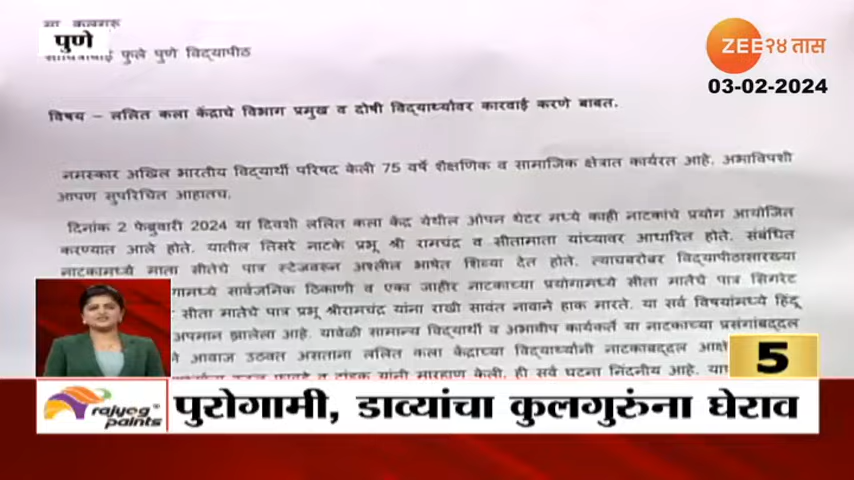 मा. कुलगुरु
पुणे
सावित्रीबाई फुले पुणे विद्यापीठ
ZEE २४ तास
03-02-2024
विषय – ललित कला केंद्राचे विभाग प्रमुख व दोषी विद्यार्थ्यांवर कारवाई करणे बाबत.
नमस्कार अखिल भारतीय विद्यार्थी परिषद केली 75 वर्षे शैक्षणिक व सामाजिक क्षेत्रात कार्यरत आहे. अभाविपशी
आपण सुपरिचित आहातच.
दिनांक 2 फेब्रुवारी 2024 या दिवशी ललित कला केंद्र येथील ओपन थेटर मध्ये काही नाटकांचे प्रयोग आयोजित
करण्यात आले होते. यातील तिसरे नाटके प्रभू श्री रामचंद्र व सीतामाता यांच्यावर आधारित होते. संबंधित
नाटकामध्ये माता सीतेचे पात्र स्टेजवरुन अश्लील भाषेत शिव्या देत होते. त्याचबरोबर विद्यापीठासारख्या
सार्वजनिक ठिकाणी व एका जाहीर नाटकाच्या प्रयोगामध्ये सीता मातेचे पात्र सिगरेट
सीता मातेचे पात्र प्रभू श्रीरामचंद्र यांना राखी सावंत नावाने हाक मारते. या सर्व विषयांमध्ये हिंदू
अपमान झालेला आहे. यावेळी सामान्य विद्यार्थी व अभावीप कार्यकर्ते या नाटकाच्या प्रसंगांबद्दल
आवाज उठवत असताना ललित कला केंद्राच्या विद्यार्थ्यांनी नाटकाबद्दल
यांनी मारहाण केली. ही सर्व घटना निंदनीय आहे.
5
rajyog paints
पुरोगामी, डाव्यांचा कुलगुरुंना घेराव